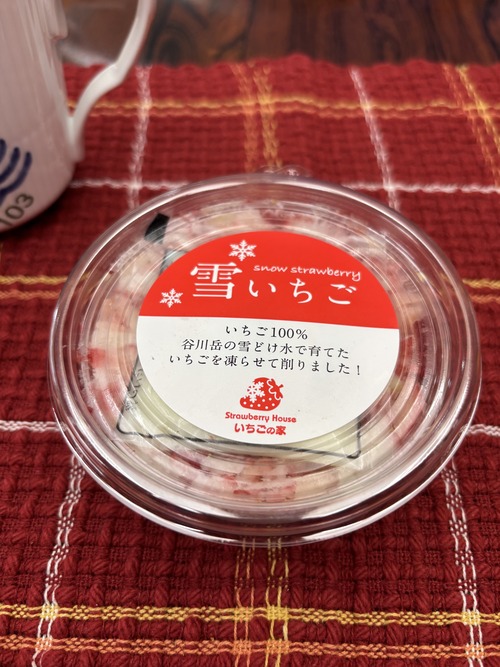 snow strawberry
雪いちご
いちご100%
谷川岳の雪どけ水で育てた
いちごを凍らせて削りました！
Strawberry House
いちごの家
103